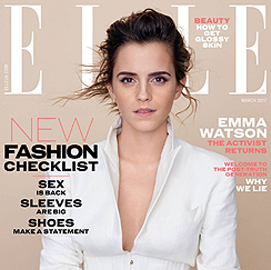 ELLE
BEAUTY
HOW TO
GET
GLOSSY
SKIN
MARCH 2017
EMMA
WATSON
THE ACTIVIST
RETURNS
WELCOME TO
THE POST-TRUTH
GENERATION
WHY
WE LIE
NEW
FASHION
CHECKLIST
SEX
IS BACK
SLEEVES
ARE BIG
SHOES
MAKE A STATEMENT